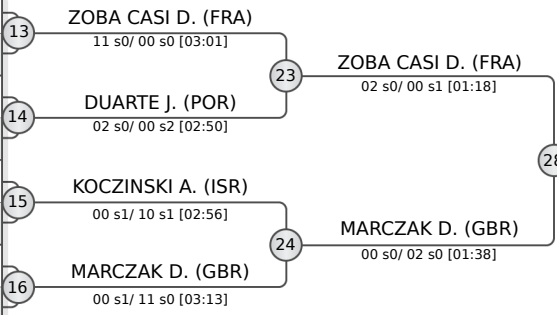 ZOBA CASI D. (FRA)
13
11 s0/ 00 s0 [03:01]
23
ZOBA CASI D. (FRA)
02 s0/ 00 s1 [01:18]
DUARTE J. (POR)
14
02 s0/ 00 s2 [02:50]
28
KOCZINSKI A. (ISR)
15
00 s1/ 10 s1 [02:56]
24
MARCZAK D. (GBR)
00 s0/ 02 s0 [01:38]
MARCZAK D. (GBR)
16
00 s1/ 11 s0 [03:13]